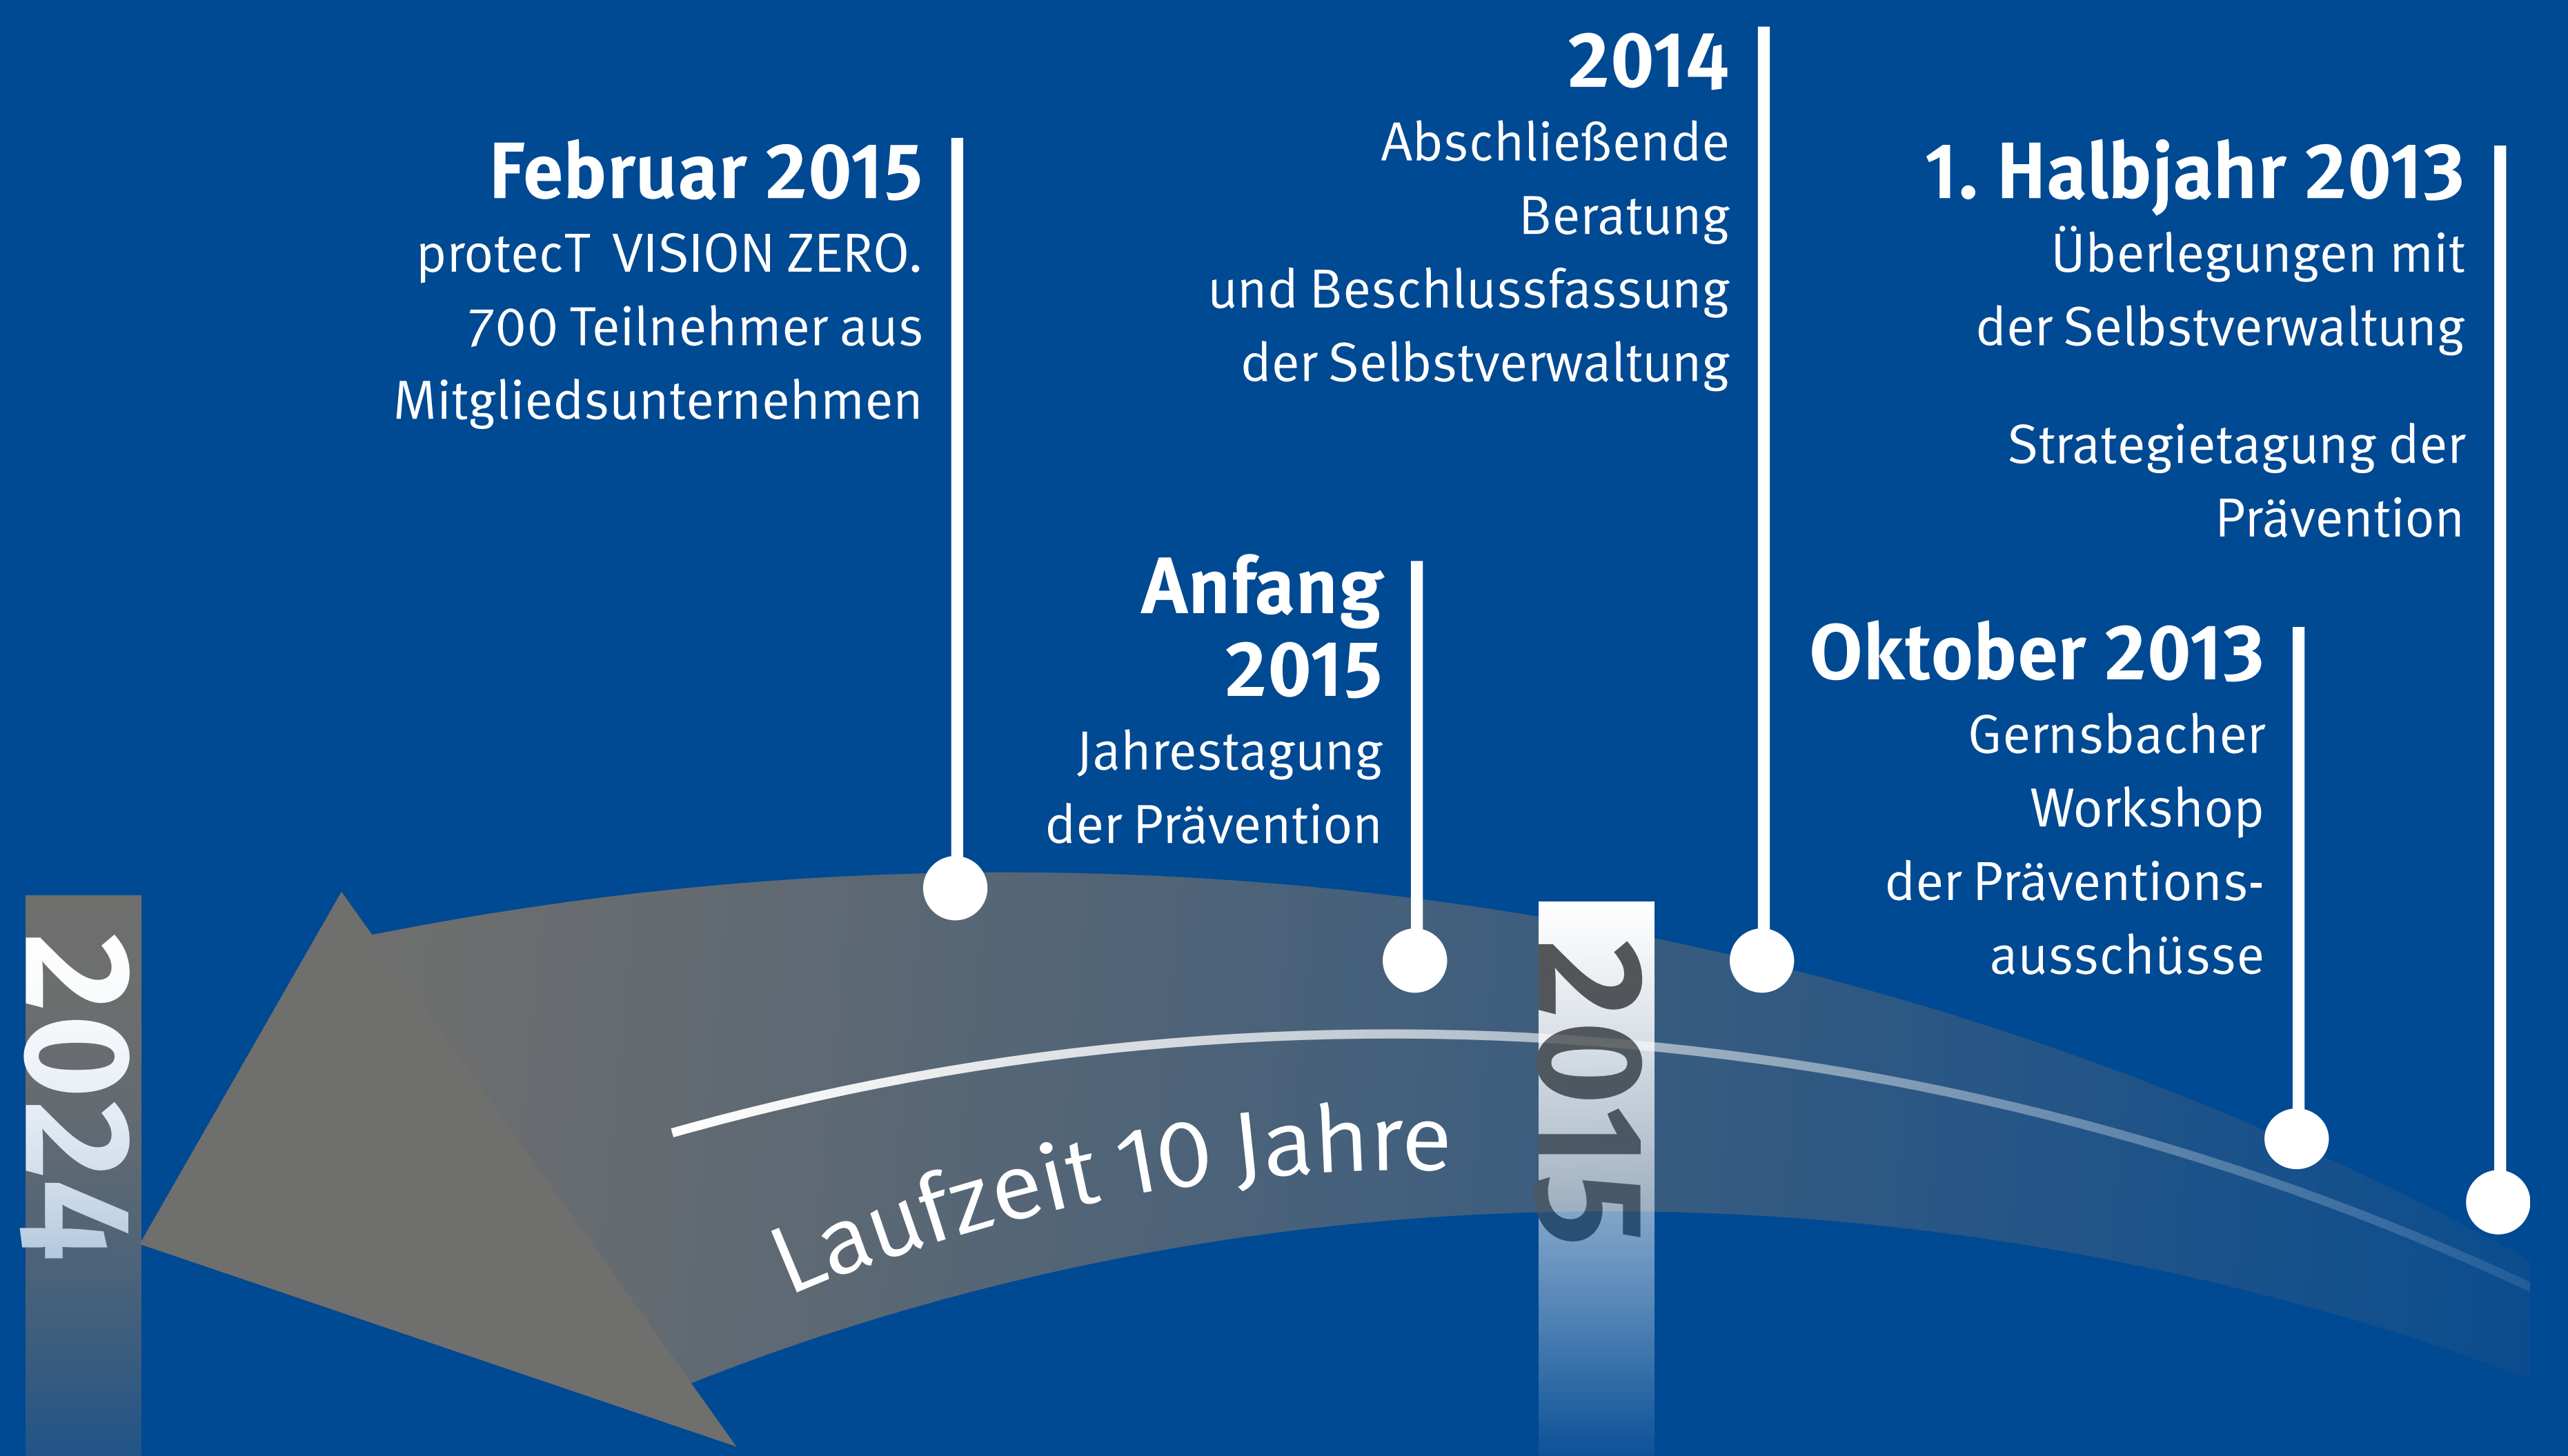 Februar 2015
protecT VISION ZERO.
700 Teilnehmer aus
Mitgliedsunternehmen
2014
Abschließende
Beratung
und Beschlussfassung
der Selbstverwaltung
1. Halbjahr 2013
Überlegungen mit
der Selbstverwaltung
Strategietagung der
Prävention
Anfang
2015
Jahrestagung
der Prävention
Oktober 2013
Gernsbacher
Workshop
der Präventions-
ausschüsse
2024
Laufzeit 10 Jahre
2015